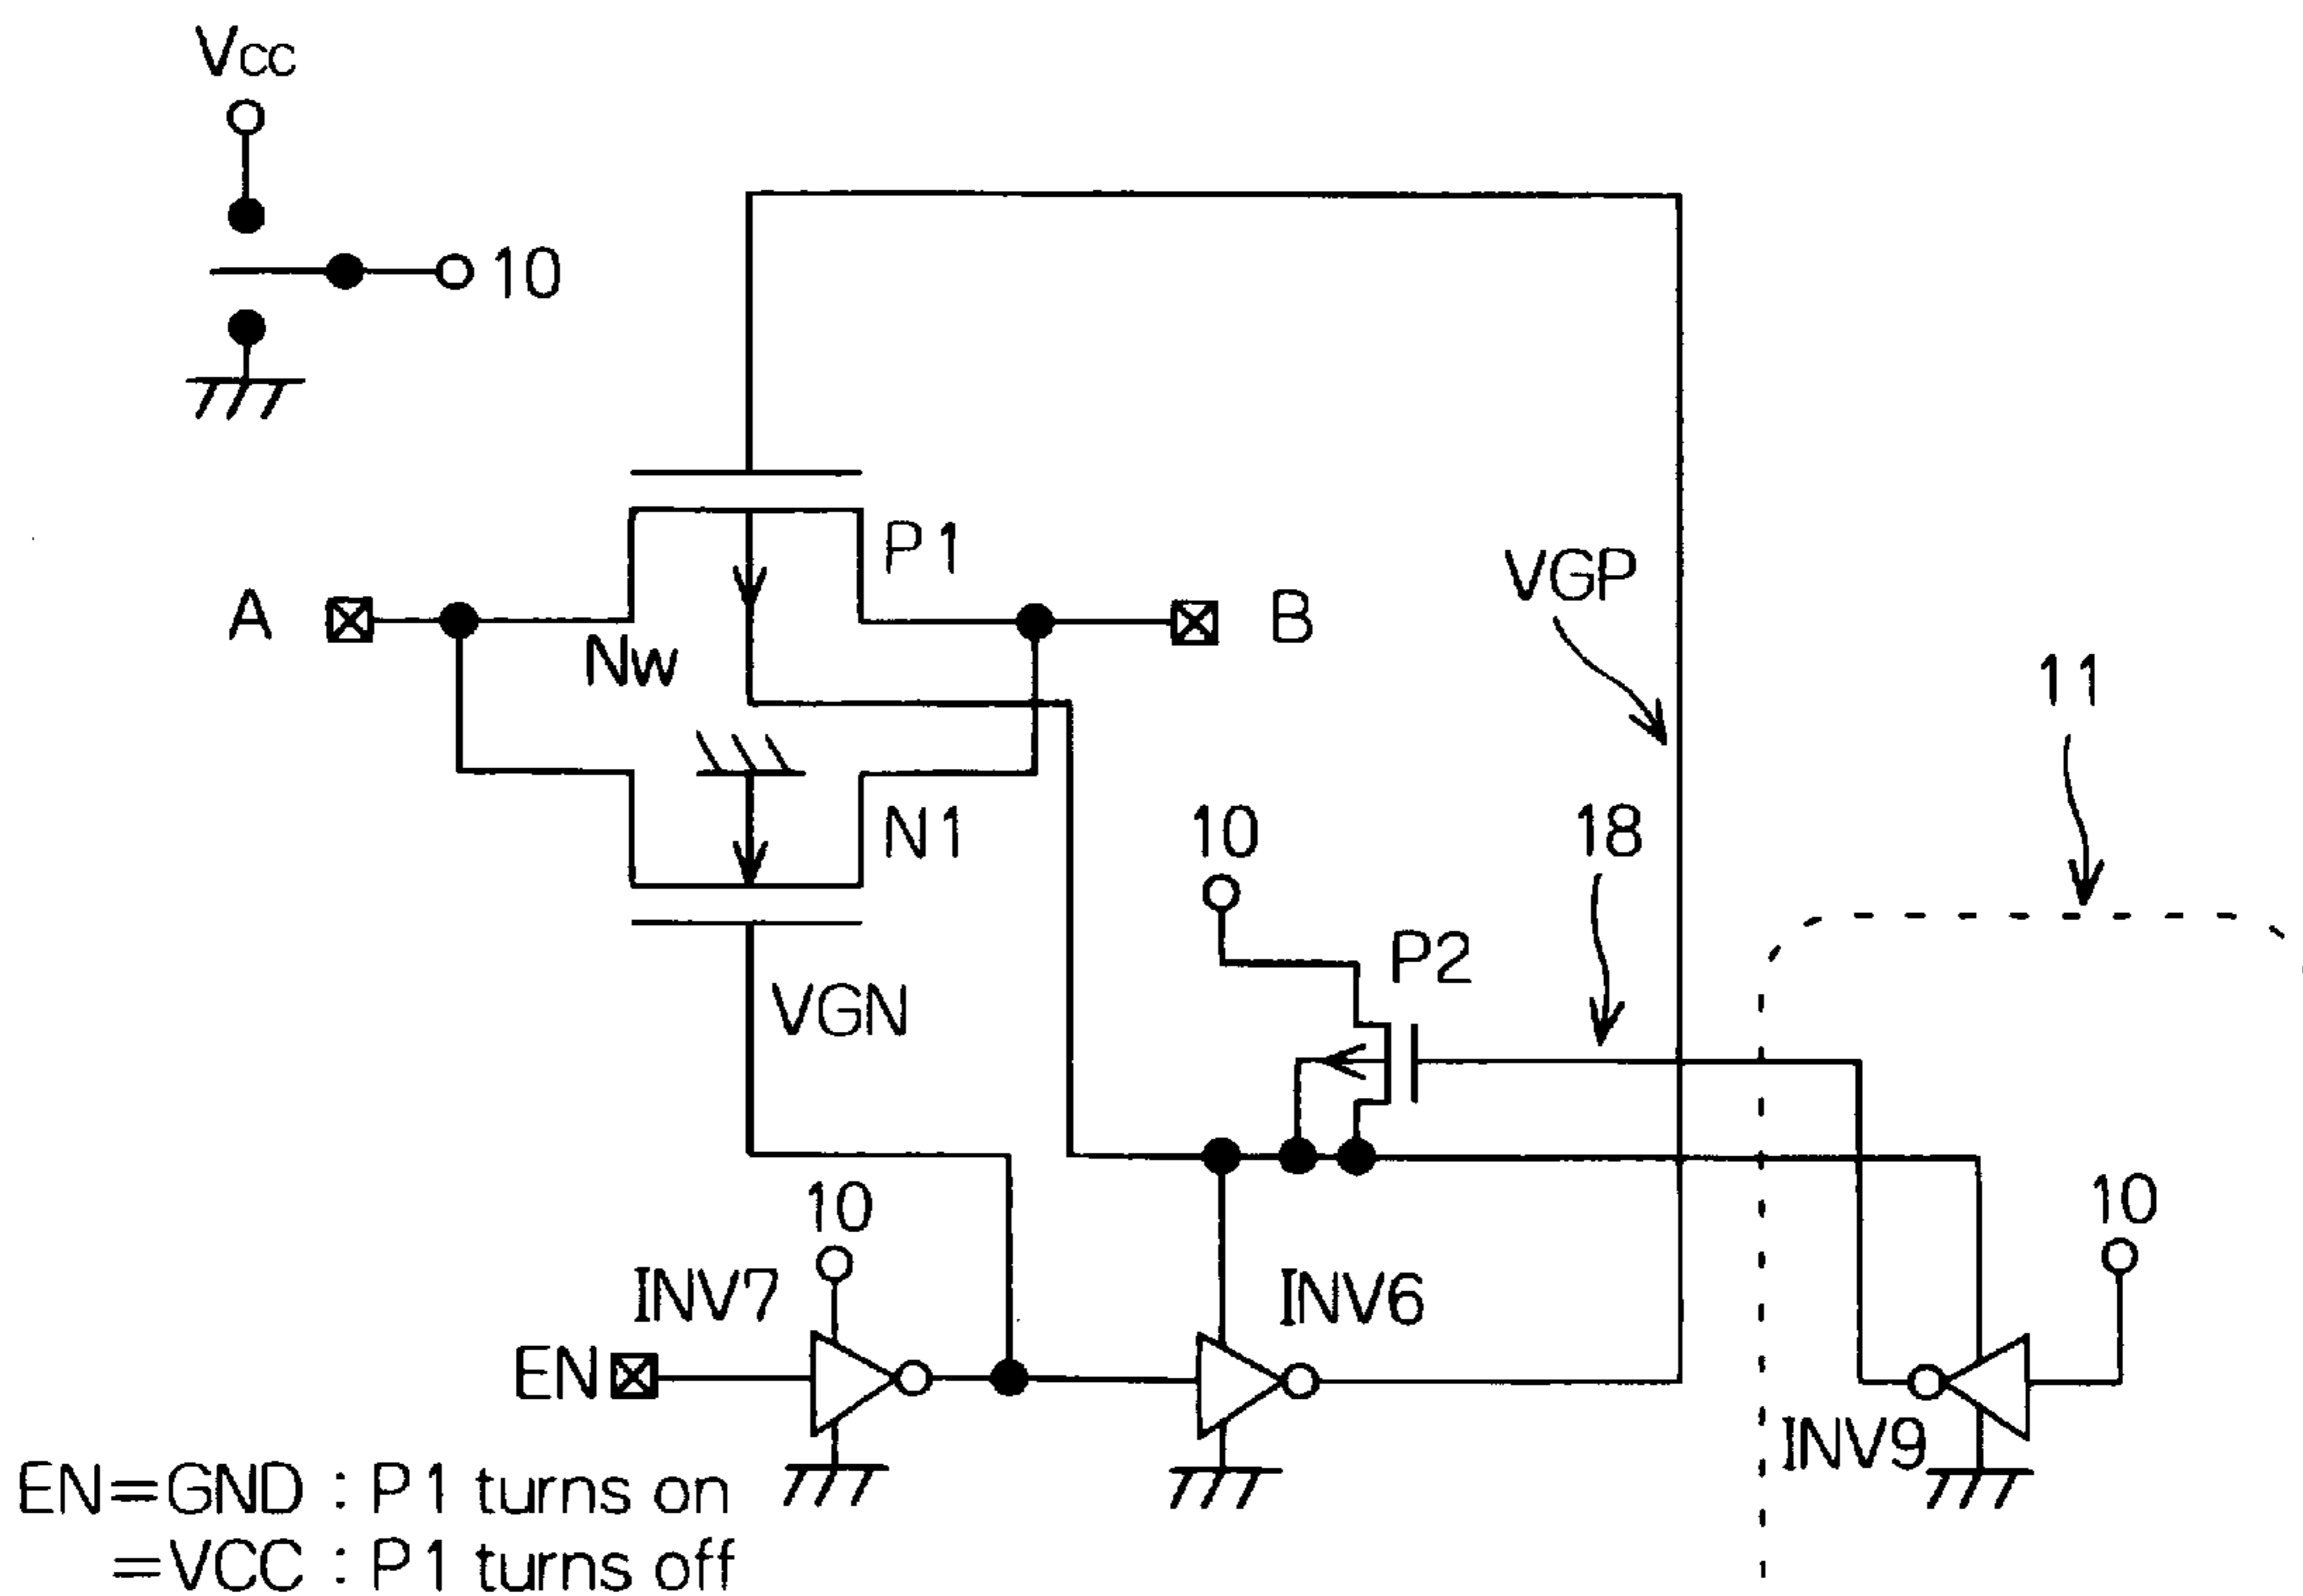 Vcc
10
P1
VGP
A
B
Nw
11
N1
10
18
P2
VGN
10
10
INV7
INV6
EN
INV9
EN=GND : P1 turns on
=VCC : P1 turns off